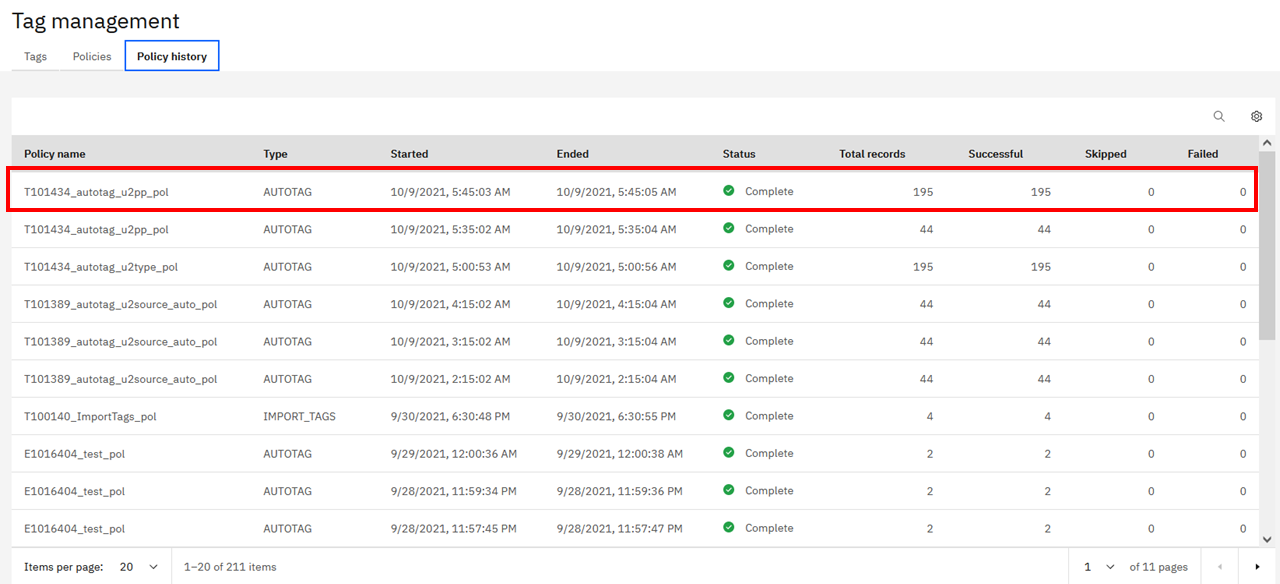 Tag management
Tags Policies Policy history
Policy name Type Started Ended Status Total records Successful Skipped Failed
T101434_autotag_u2pp_pol AUTOTAG 10/9/2021, 5:45:03 AM 10/9/2021, 5:45:05 AM Complete 195 195 0 0
T101434_autotag_u2pp_pol AUTOTAG 10/9/2021, 5:35:02 AM 10/9/2021, 5:35:04 AM Complete 44 44 0 0
T101434_autotag_u2type_pol AUTOTAG 10/9/2021, 5:00:53 AM 10/9/2021, 5:00:56 AM Complete 195 195 0 0
T101389_autotag_u2source_auto_pol AUTOTAG 10/9/2021, 4:15:02 AM 10/9/2021, 4:15:04 AM Complete 44 44 0 0
T101389_autotag_u2source_auto_pol AUTOTAG 10/9/2021, 3:15:02 AM 10/9/2021, 3:15:04 AM Complete 44 44 0 0
T101389_autotag_u2source_auto_pol AUTOTAG 10/9/2021, 2:15:02 AM 10/9/2021, 2:15:04 AM Complete 44 44 0 0
T100140_ImportTags_pol IMPORT_TAGS 9/30/2021, 6:30:48 PM 9/30/2021, 6:30:55 PM Complete 4 4 0 0
E1016404_test_pol AUTOTAG 9/29/2021, 12:00:36 AM 9/29/2021, 12:00:38 AM Complete 2 2 0 0
E1016404_test_pol AUTOTAG 9/28/2021, 11:59:34 PM 9/28/2021, 11:59:36 PM Complete 2 2 0 0
E1016404_test_pol AUTOTAG 9/28/2021, 11:57:45 PM 9/28/2021, 11:57:47 PM Complete 2 2 0 0
Items per page: 20 1–20 of 211 items 1 of 11 pages